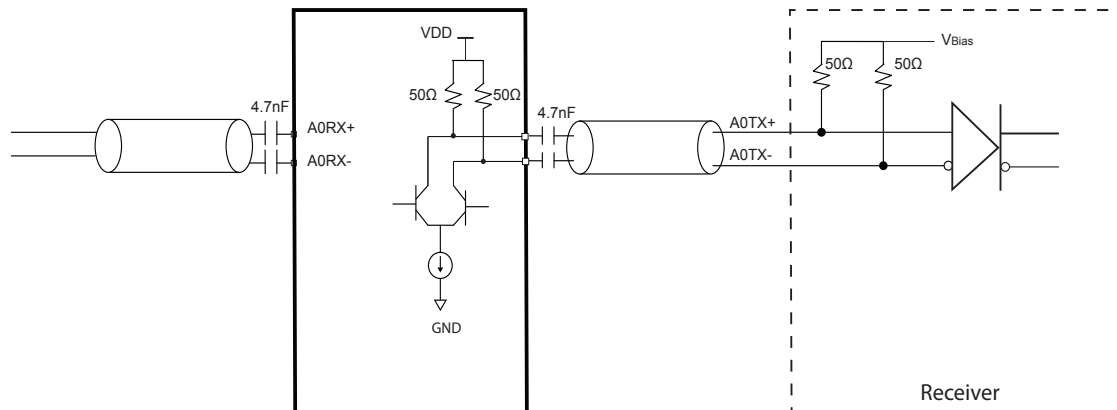 VDD
VBias
50Ω 50Ω
50Ω 50Ω
4.7nF
4.7nF
A0RX+
A0TX+
A0RX-
A0TX-
GND
Receiver